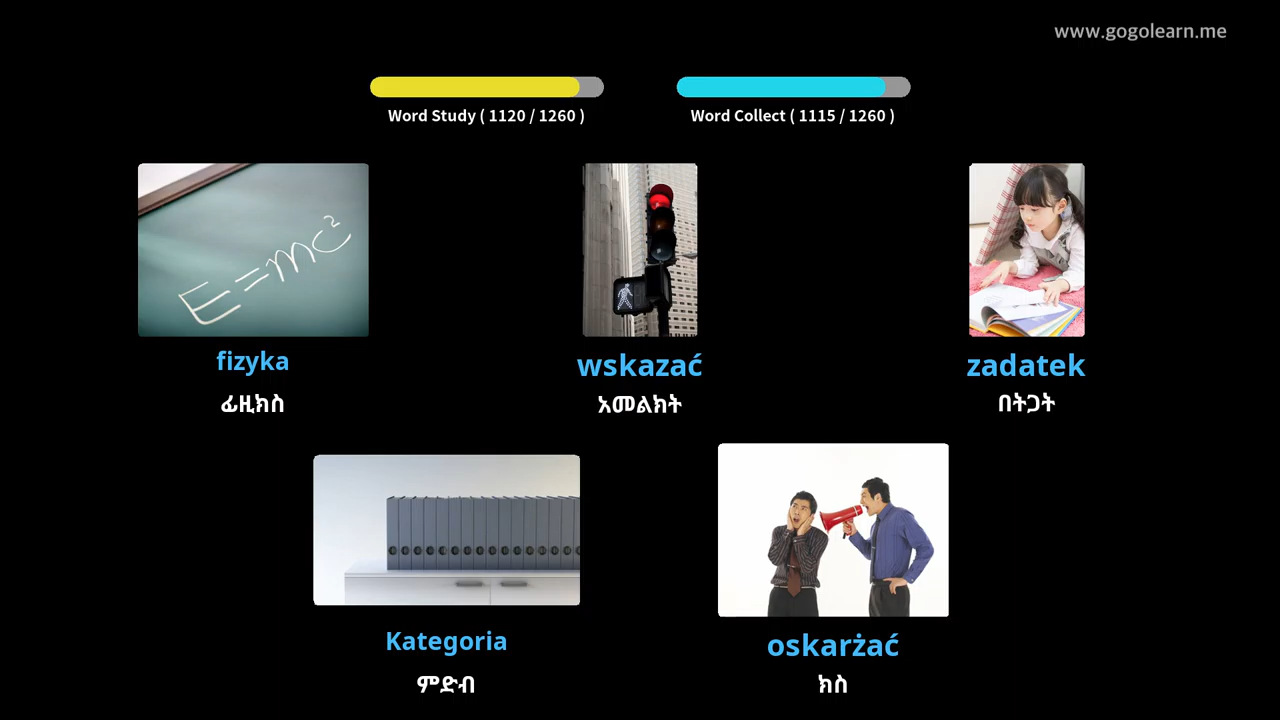 www.gogolearn.me
Word Study ( 1120 / 1260 )
Word Collect ( 1115 / 1260 )
E=mc²
fizyka
ፊዚክስ
wskazać
አመልክት
zadatek
በትጋት
Kategoria
ምድብ
oskarżać
ክስ